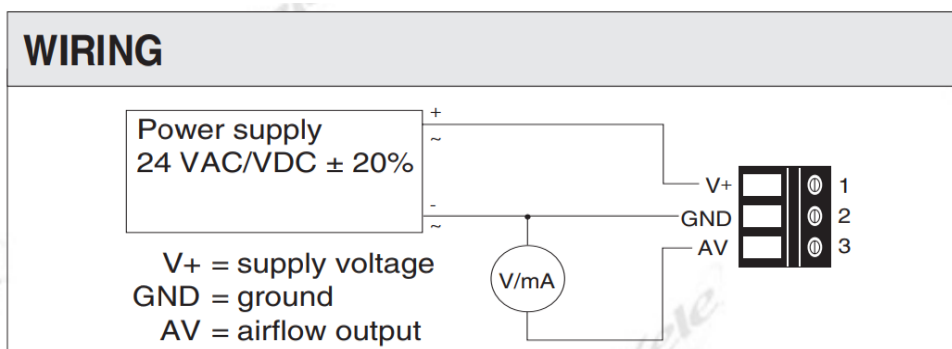 WIRING
Power supply
24 VAC/VDC ± 20%
+
~
-
~
V+
GND
AV
1
2
3
V/mA
V+ = supply voltage
GND = ground
AV = airflow output